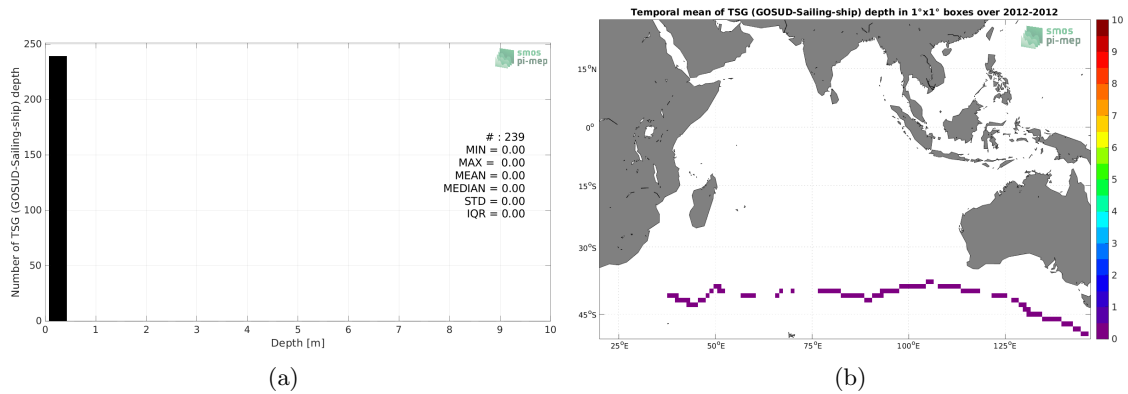 250
200
150
100
50
0
Number of TSG (GOSUD-Sailing-ship) depth
smos
pi-mep
# : 239
MIN = 0.00
MAX = 0.00
MEAN = 0.00
MEDIAN = 0.00
STD = 0.00
IQR = 0.00
0 1 2 3 4 5 6 7 8 9 10
Depth [m]
(a)
Temporal mean of TSG (GOSUD-Sailing-ship) depth in 1°x1° boxes over 2012-2012
smos
pi-mep
15°N
0°
15°S
30°S
45°S
25°E 50°E 75°E 100°E 125°E
10
9
8
7
6
5
4
3
2
1
0
(b)